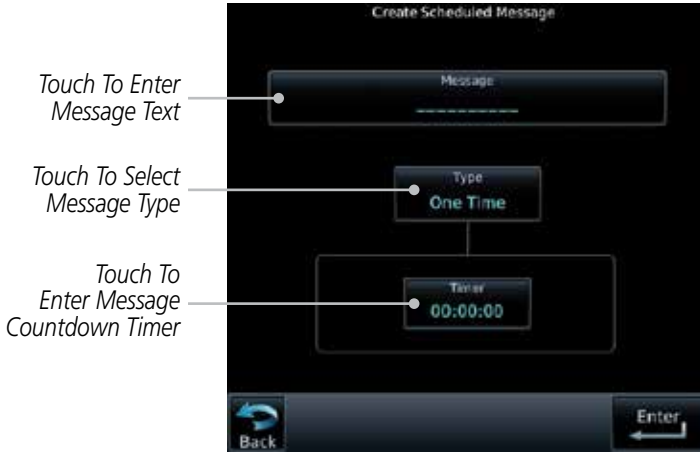 Create Scheduled Message
Touch To Enter
Message Text
Message
__________
Touch To Select
Message Type
Type
One Time
Touch To
Enter Message
Countdown Timer
Timer
00:00:00
Back
Enter